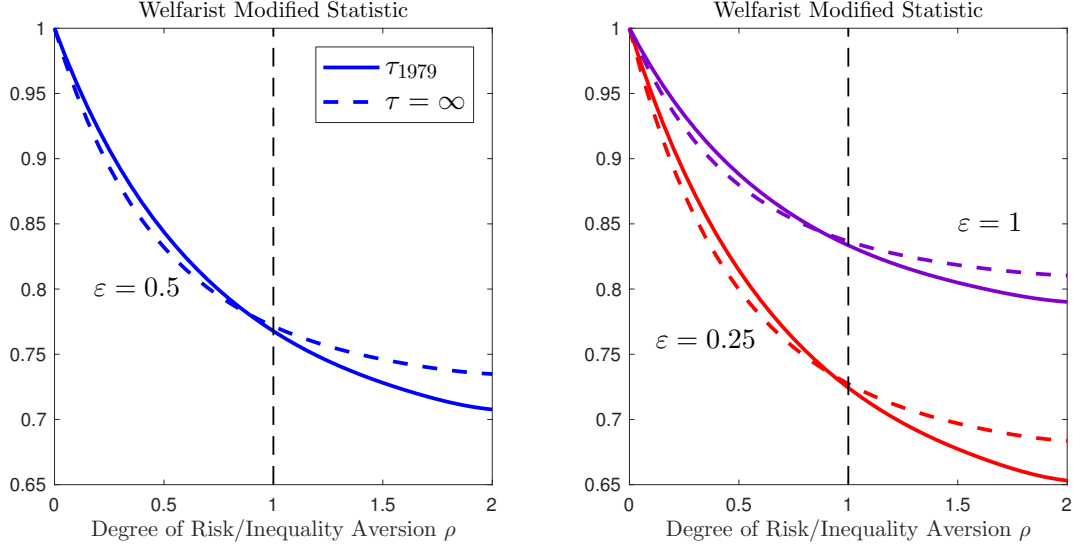 Welfarist Modified Statistic
1
0.95
0.9
0.85
0.8
0.75
0.7
0.65
0
0.5
1
1.5
2
τ1979
τ = ∞
ε = 0.5
Degree of Risk/Inequality Aversion ρ
Welfarist Modified Statistic
1
0.95
0.9
0.85
0.8
0.75
0.7
0.65
0
0.5
1
1.5
2
ε = 1
ε = 0.25
Degree of Risk/Inequality Aversion ρ